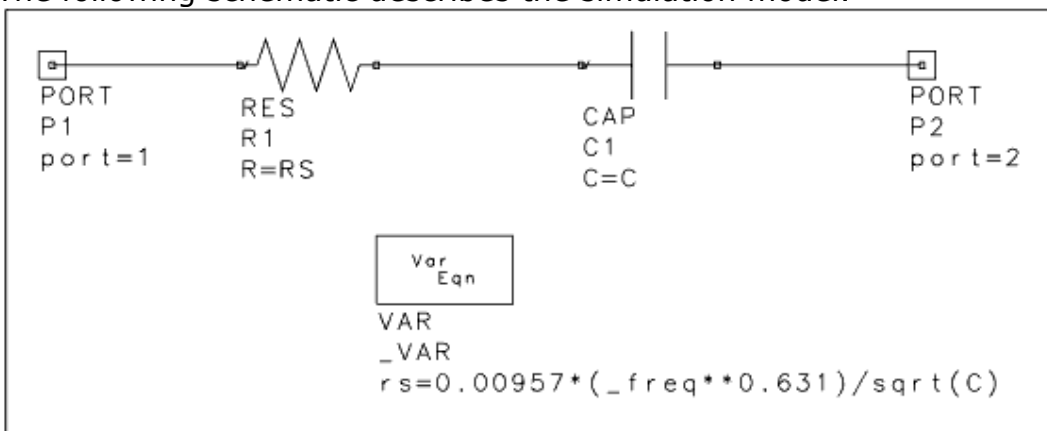 The following schematic describes the simulation model:
PORT
P1
port=1
RES
R1
R=RS
CAP
C1
C=C
PORT
P2
port=2
Var
Eqn
VAR
_VAR
rs=0.00957*(_freq**0.631)/sqrt(C)